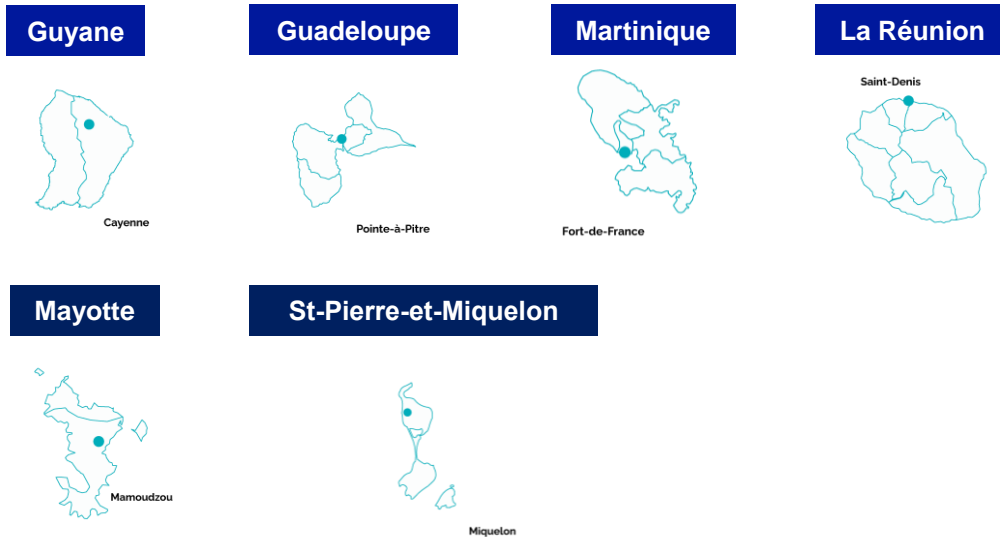 Guyane
Guadeloupe
Martinique
La Réunion
Saint-Denis
Cayenne
Pointe-à-Pitre
Fort-de-France
Mayotte
St-Pierre-et-Miquelon
Mamoudzou
Miquelon